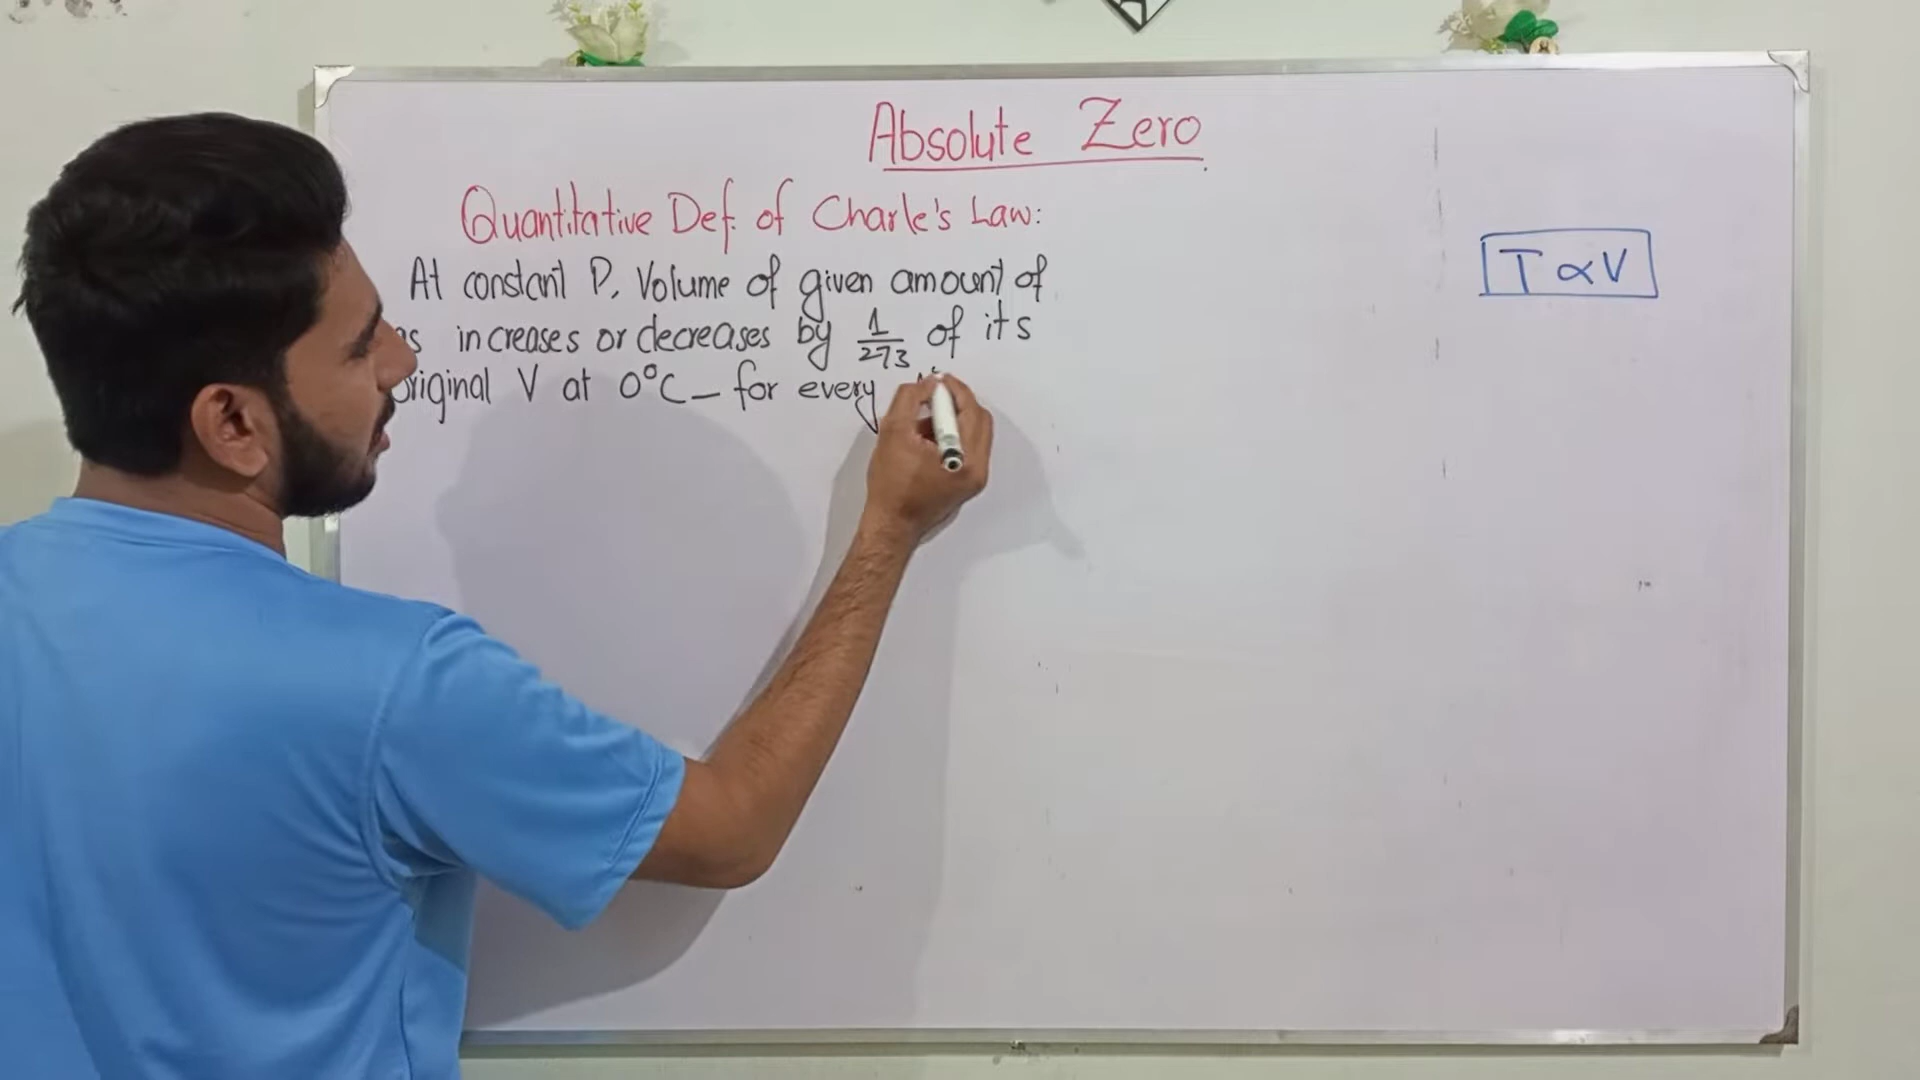 Absolute Zero
Quantitative Def. of Charle's Law:
At constant P, Volume of given amount of
increases or decreases by 1/273 of its
original V at 0°C - for every
T ∝ V